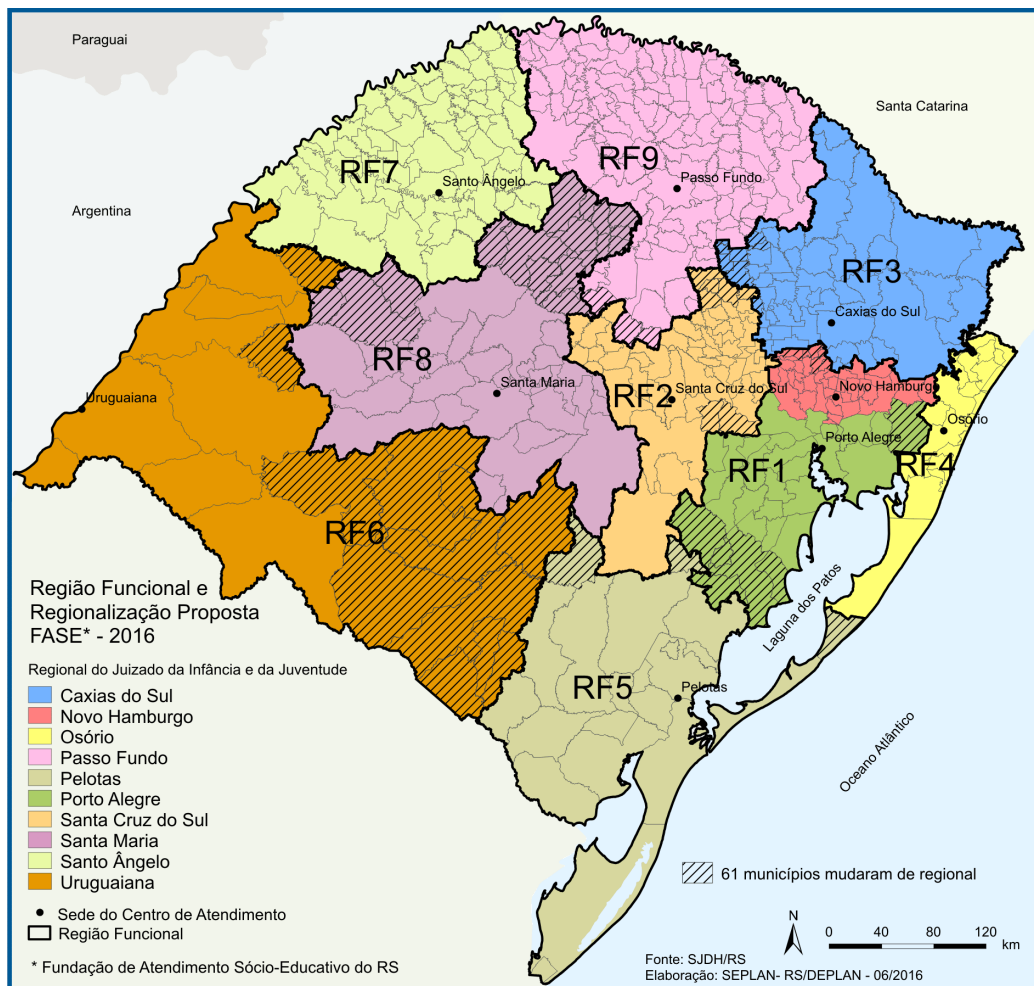 Paraguai
Santa Catarina
Argentina
RF7
Santo Ângelo
RF9
Passo Fundo
RF3
Caxias do Sul
RF8
Santa Maria
Uruguaiana
RF2
Santa Cruz do Sul
Novo Hamburgo
Osório
Porto Alegre
RF4
RF1
RF6
Laguna dos Patos
RF5
Pelotas
Oceano Atlântico
Região Funcional e
Regionalização Proposta
FASE* - 2016
Regional do Juizado da Infância e da Juventude
Caxias do Sul
Novo Hamburgo
Osório
Passo Fundo
Pelotas
Porto Alegre
Santa Cruz do Sul
Santa Maria
Santo Ângelo
Uruguaiana
Sede do Centro de Atendimento
Região Funcional
* Fundação de Atendimento Sócio-Educativo do RS
61 municípios mudaram de regional
N
0 40 80 120
km
Fonte: SJDH/RS
Elaboração: SEPLAN- RS/DEPLAN - 06/2016